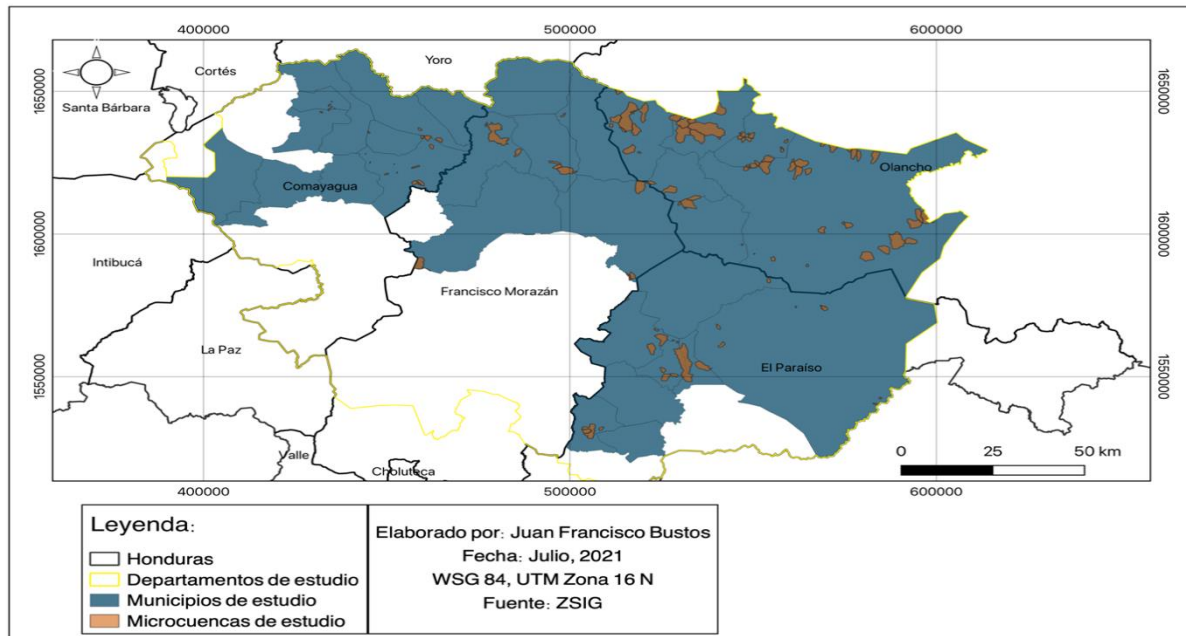 400000
500000
600000
Yoro
Cortés
Santa Bárbara
1650000
1650000
Olancho
Comayagua
1600000
1600000
Intibucá
Francisco Morazán
La Paz
El Paraíso
1550000
1550000
Valle
Choluteca
0 25 50 km
400000
500000
600000
Leyenda:
Honduras
Departamentos de estudio
Municipios de estudio
Microcuencas de estudio
Elaborado por: Juan Francisco Bustos
Fecha: Julio, 2021
WSG 84, UTM Zona 16 N
Fuente: ZSIG